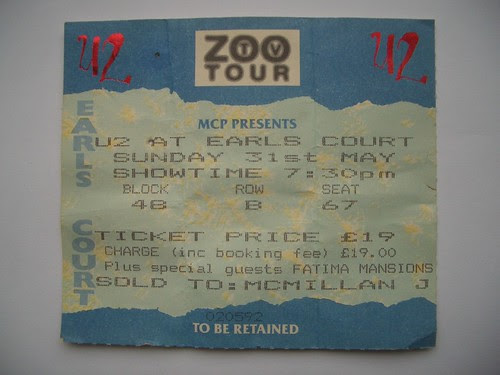 U2
ZOO
TV
TOUR
U2
EARLS COURT
MCP PRESENTS
U2 AT EARLS COURT
SUNDAY 31st MAY
SHOWTIME 7:30pm
BLOCK ROW SEAT
48 B 67
TICKET PRICE £19
CHARGE (inc booking fee) £19.00
Plus special guests FATIMA MANSIONS
SOLD TO:MCMILLAN J
020592
TO BE RETAINED